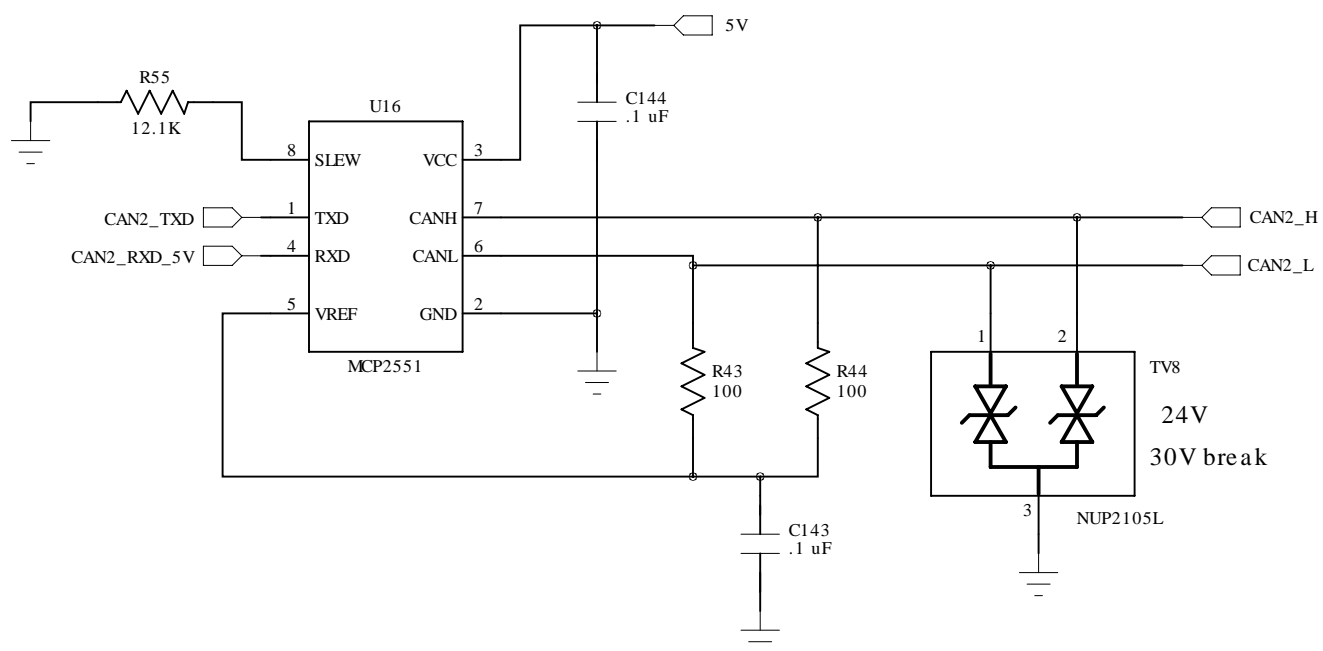 5V
R55
12.1K
C144
.1 uF
U16
8
SLEW
VCC
3
CAN2_TXD
1
TXD
CANH
7
CAN2_H
CAN2_RXD_5V
4
RXD
CANL
6
CAN2_L
5
VREF
GND
2
MCP2551
R43
100
R44
100
1
2
TV8
24V
30V break
3
NUP2105L
C143
.1 uF